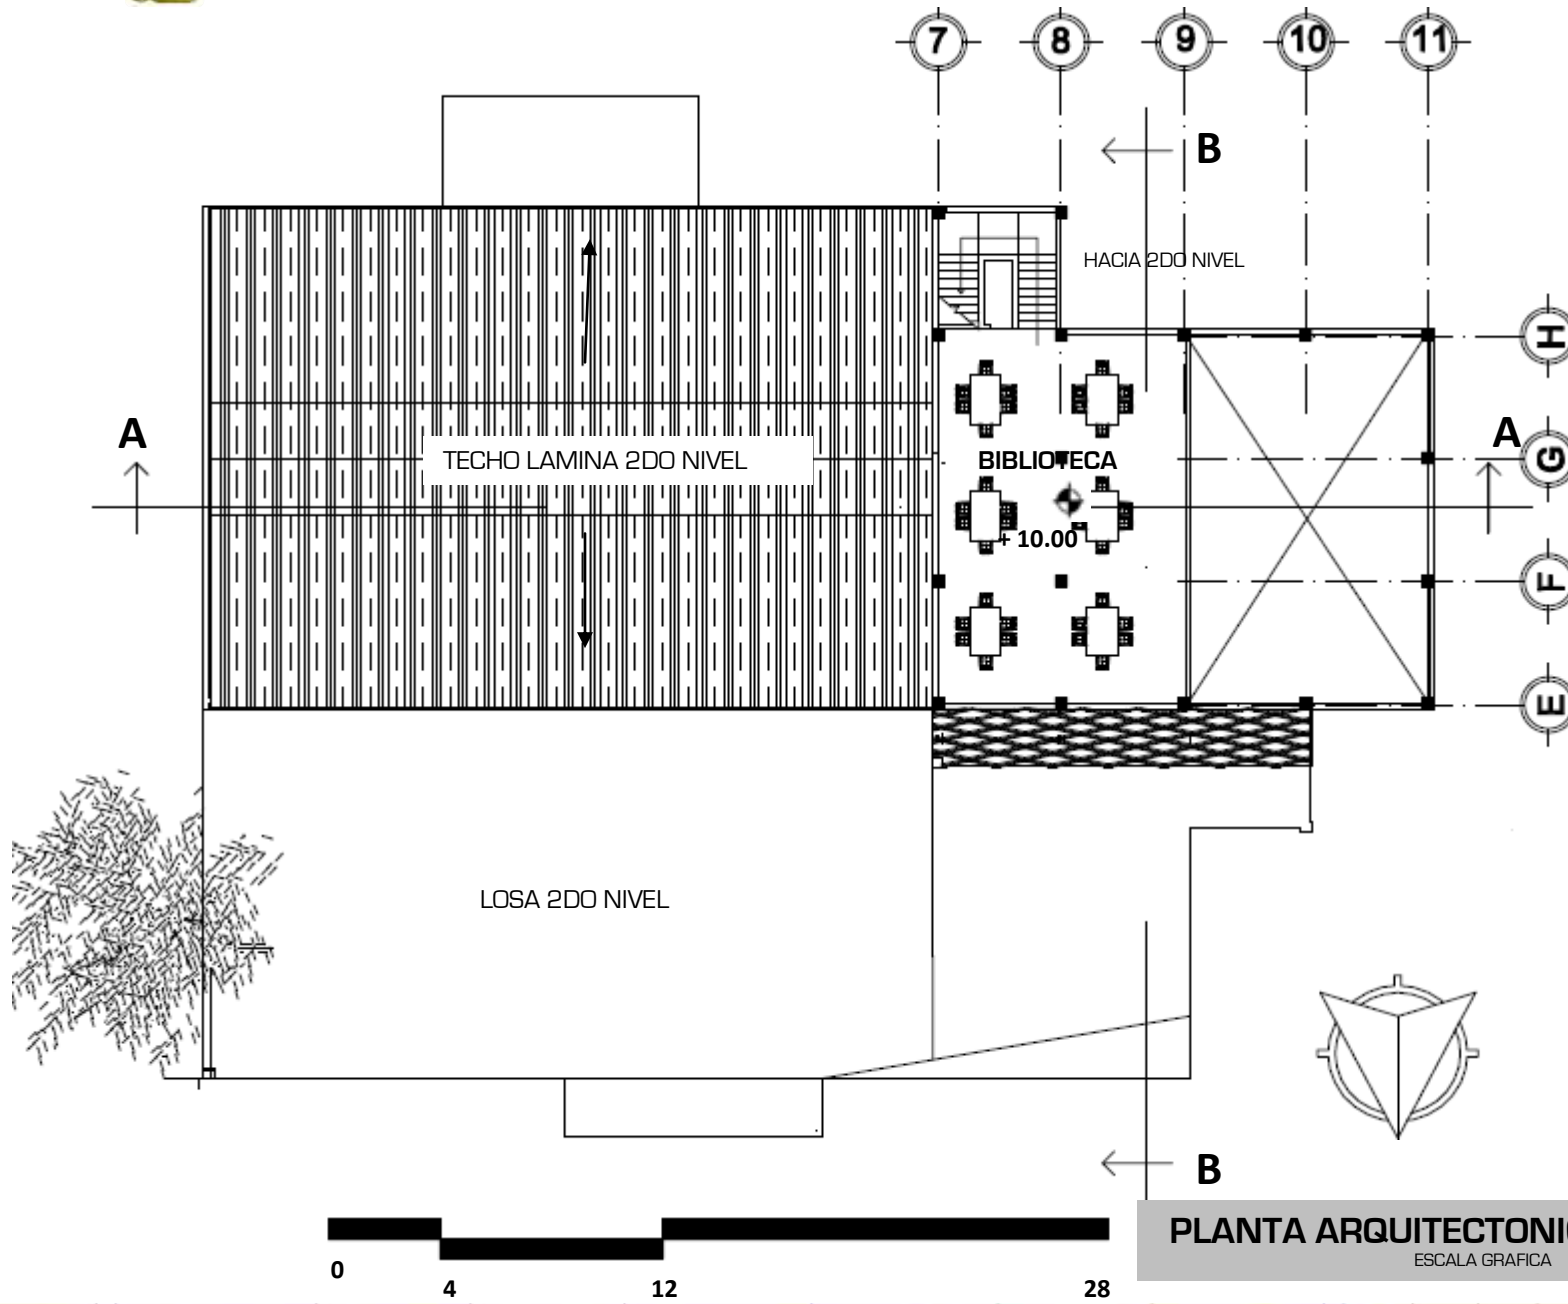 7 8 9 10 11
B
HACIA 2DO NIVEL
H
A
A
TECHO LAMINA 2DO NIVEL
BIBLIOTECA
G
+ 10.00
F
E
LOSA 2DO NIVEL
B
PLANTA ARQUITECTONI
ESCALA GRAFICA
0
4 12 28